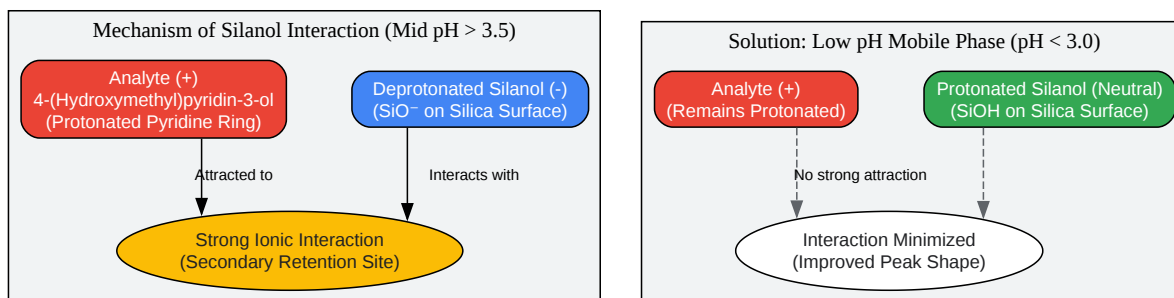 Mechanism of Silanol Interaction (Mid pH > 3.5)
Analyte (+)
4-(Hydroxymethyl)pyridin-3-ol
(Protonated Pyridine Ring)
Deprotonated Silanol (-)
(SiO⁻ on Silica Surface)
Attracted to
Interacts with
Strong Ionic Interaction
(Secondary Retention Site)
Solution: Low pH Mobile Phase (pH < 3.0)
Analyte (+)
(Remains Protonated)
Protonated Silanol (Neutral)
(SiOH on Silica Surface)
No strong attraction
Interaction Minimized
(Improved Peak Shape)